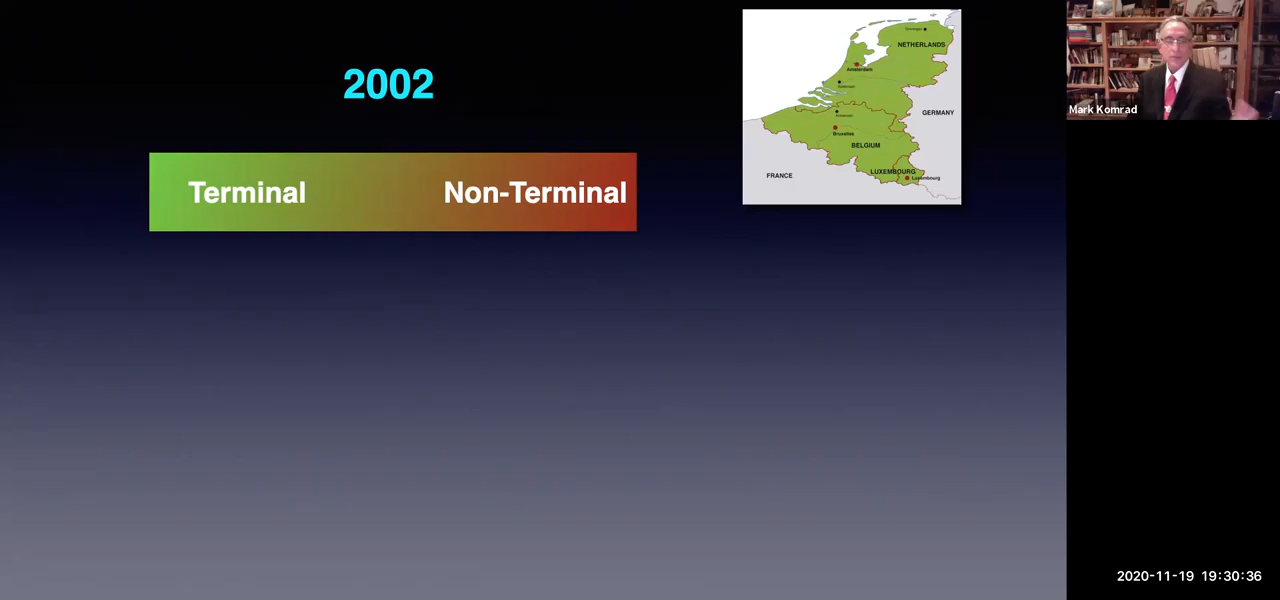 2002
Terminal
Non-Terminal
NETHERLANDS
Amsterdam
GERMANY
Bruxelles
BELGIUM
LUXEMBOURG
Luxembourg
FRANCE
Mark Komrad
2020-11-19 19:30:36